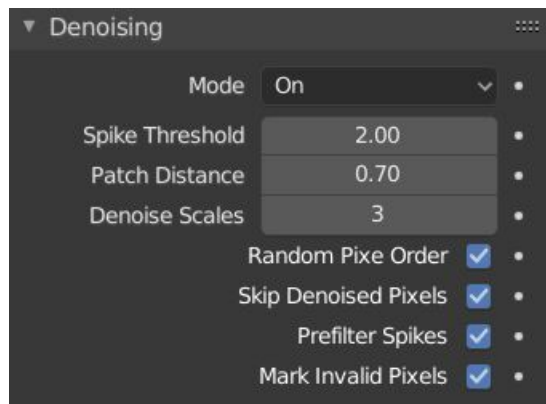 Denoising
Mode On
Spike Threshold 2.00
Patch Distance 0.70
Denoise Scales 3
Random Pixe Order
Skip Denoised Pixels
Prefilter Spikes
Mark Invalid Pixels